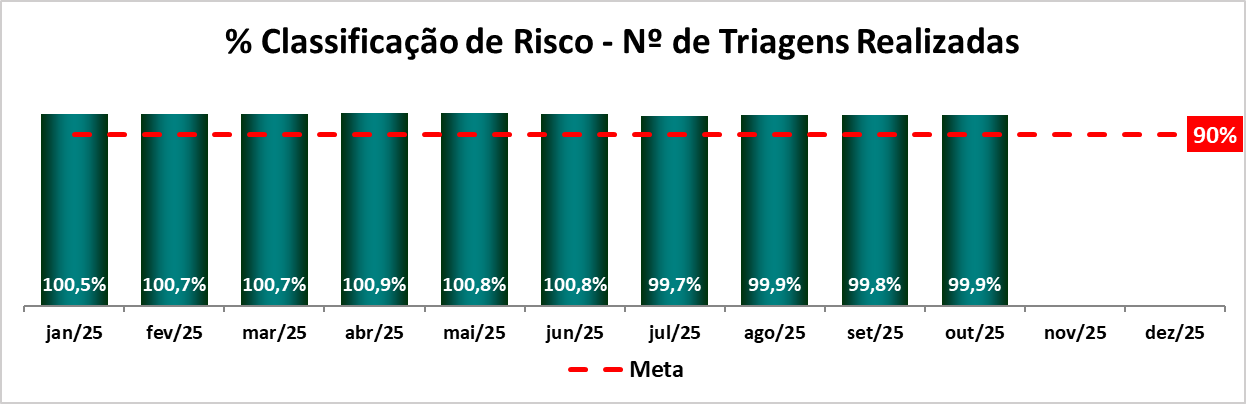 % Classificação de Risco - Nº de Triagens Realizadas
90%
100,5% 100,7% 100,7% 100,9% 100,8% 100,8% 99,7% 99,9% 99,8% 99,9%
jan/25 fev/25 mar/25 abr/25 mai/25 jun/25 jul/25 ago/25 set/25 out/25 nov/25 dez/25
Meta